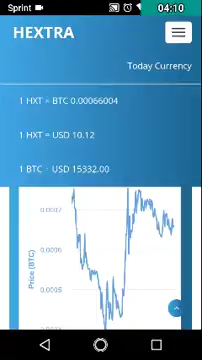 Sprint
04:10
HEXTRA
Today Currency
1 HXT = BTC 0.00066004
1 HXT = USD 10.12
1 BTC = USD 15332.00
0.0007
0.0006
Price (BTC)
0.0005